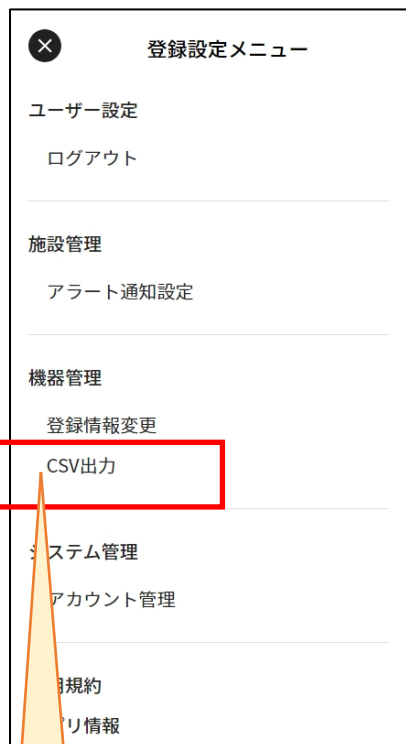 登録設定メニュー
ユーザー設定
ログアウト
施設管理
アラート通知設定
機器管理
登録情報変更
CSV出力
ステム管理
アカウント管理
規約
リ情報